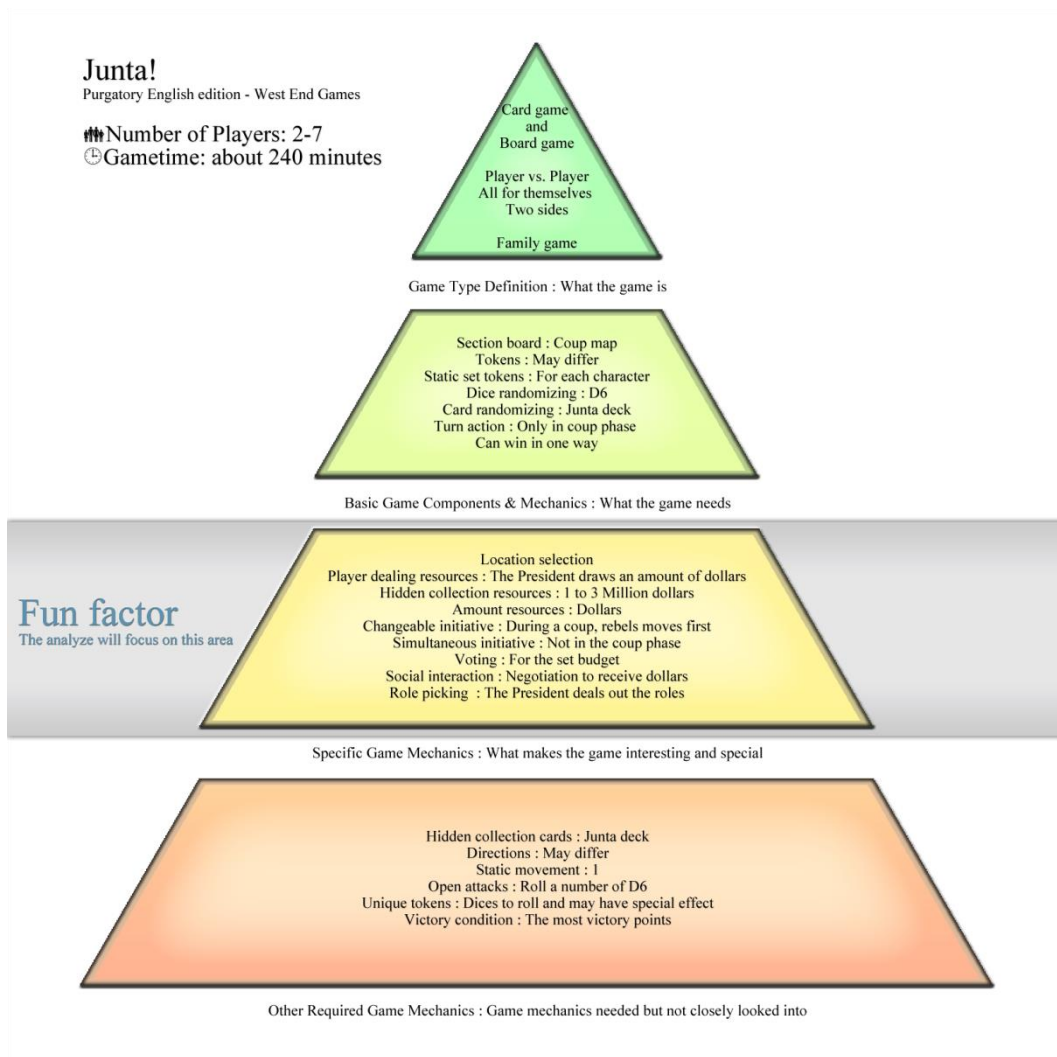 Junta!
Purgatory English edition - West End Games
Number of Players: 2-7
Gametime: about 240 minutes
Card game
and
Board game
Player vs. Player
All for themselves
Two sides
Family game
Game Type Definition : What the game is
Section board : Coup map
Tokens : May differ
Static set tokens : For each character
Dice randomizing : D6
Card randomizing : Junta deck
Turn action : Only in coup phase
Can win in one way
Basic Game Components & Mechanics : What the game needs
Fun factor
The analyze will focus on this area
Location selection
Player dealing resources : The President draws an amount of dollars
Hidden collection resources : 1 to 3 Million dollars
Amount resources : Dollars
Changeable initiative : During a coup, rebels moves first
Simultaneous initiative : Not in the coup phase
Voting : For the set budget
Social interaction : Negotiation to receive dollars
Role picking : The President deals out the roles
Specific Game Mechanics : What makes the game interesting and special
Hidden collection cards : Junta deck
Directions : May differ
Static movement : 1
Open attacks : Roll a number of D6
Unique tokens : Dices to roll and may have special effect
Victory condition : The most victory points
Other Required Game Mechanics : Game mechanics needed but not closely looked into